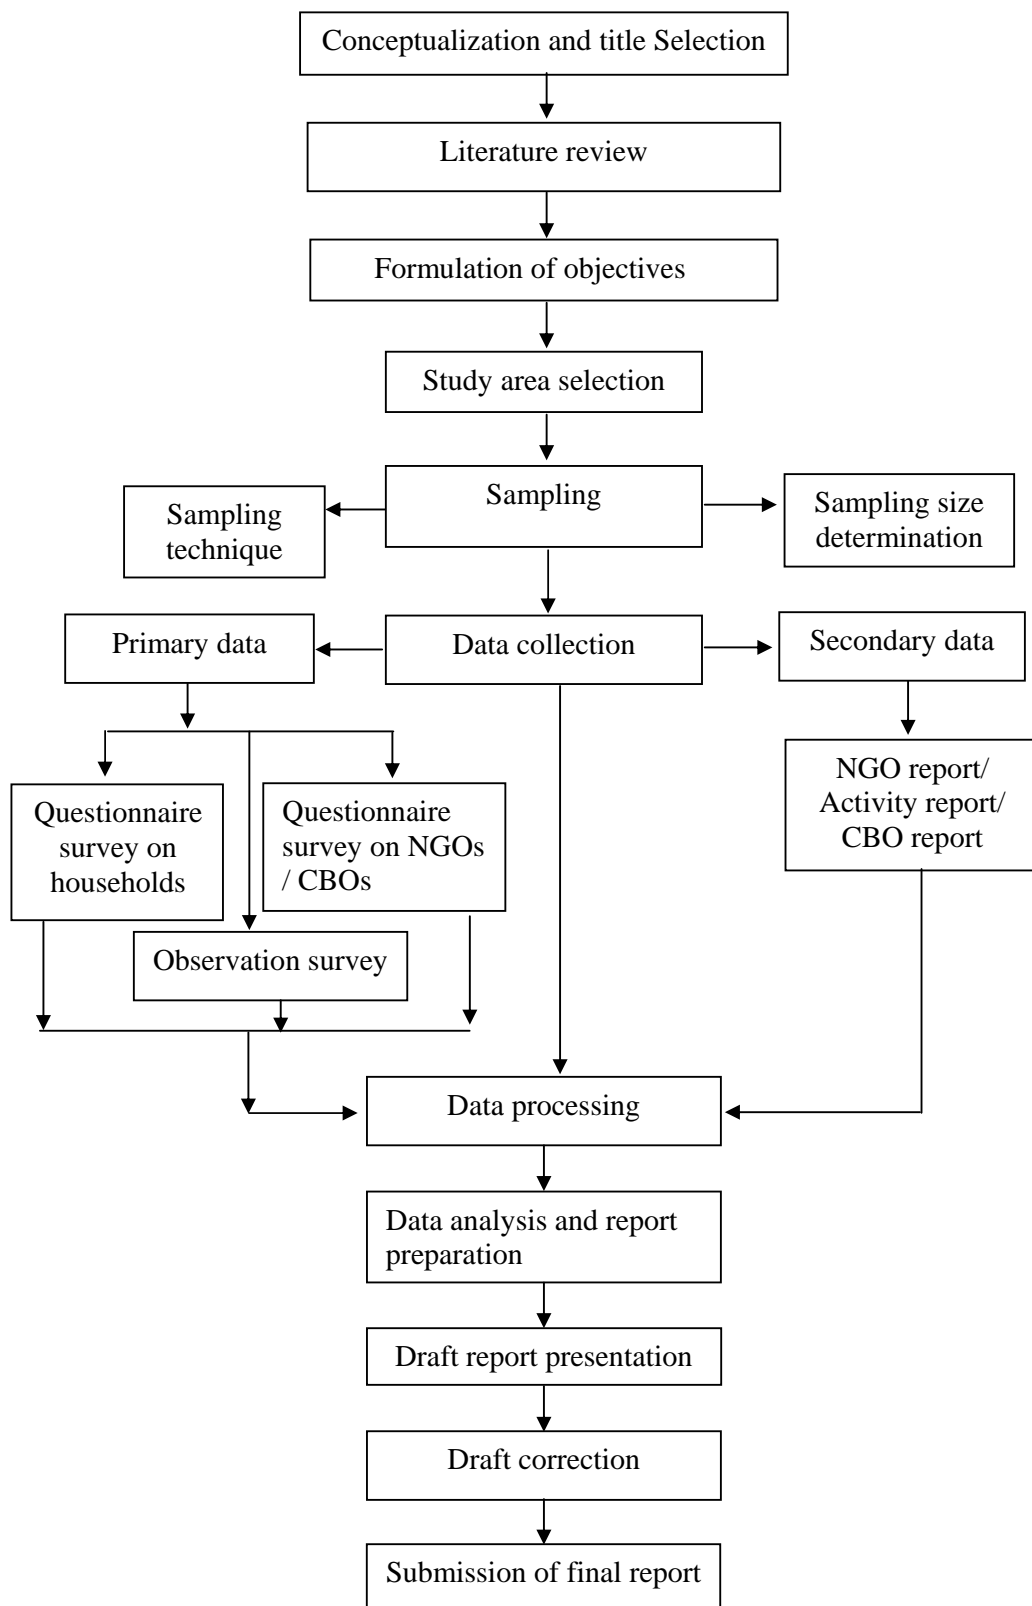 Conceptualization and title Selection
Literature review
Formulation of objectives
Study area selection
Sampling
Sampling
technique
Sampling size
determination
Primary data
Data collection
Secondary data
Questionnaire
survey on
households
Questionnaire
survey on NGOs
/ CBOs
NGO report/
Activity report/
CBO report
Observation survey
Data processing
Data analysis and report
preparation
Draft report presentation
Draft correction
Submission of final report